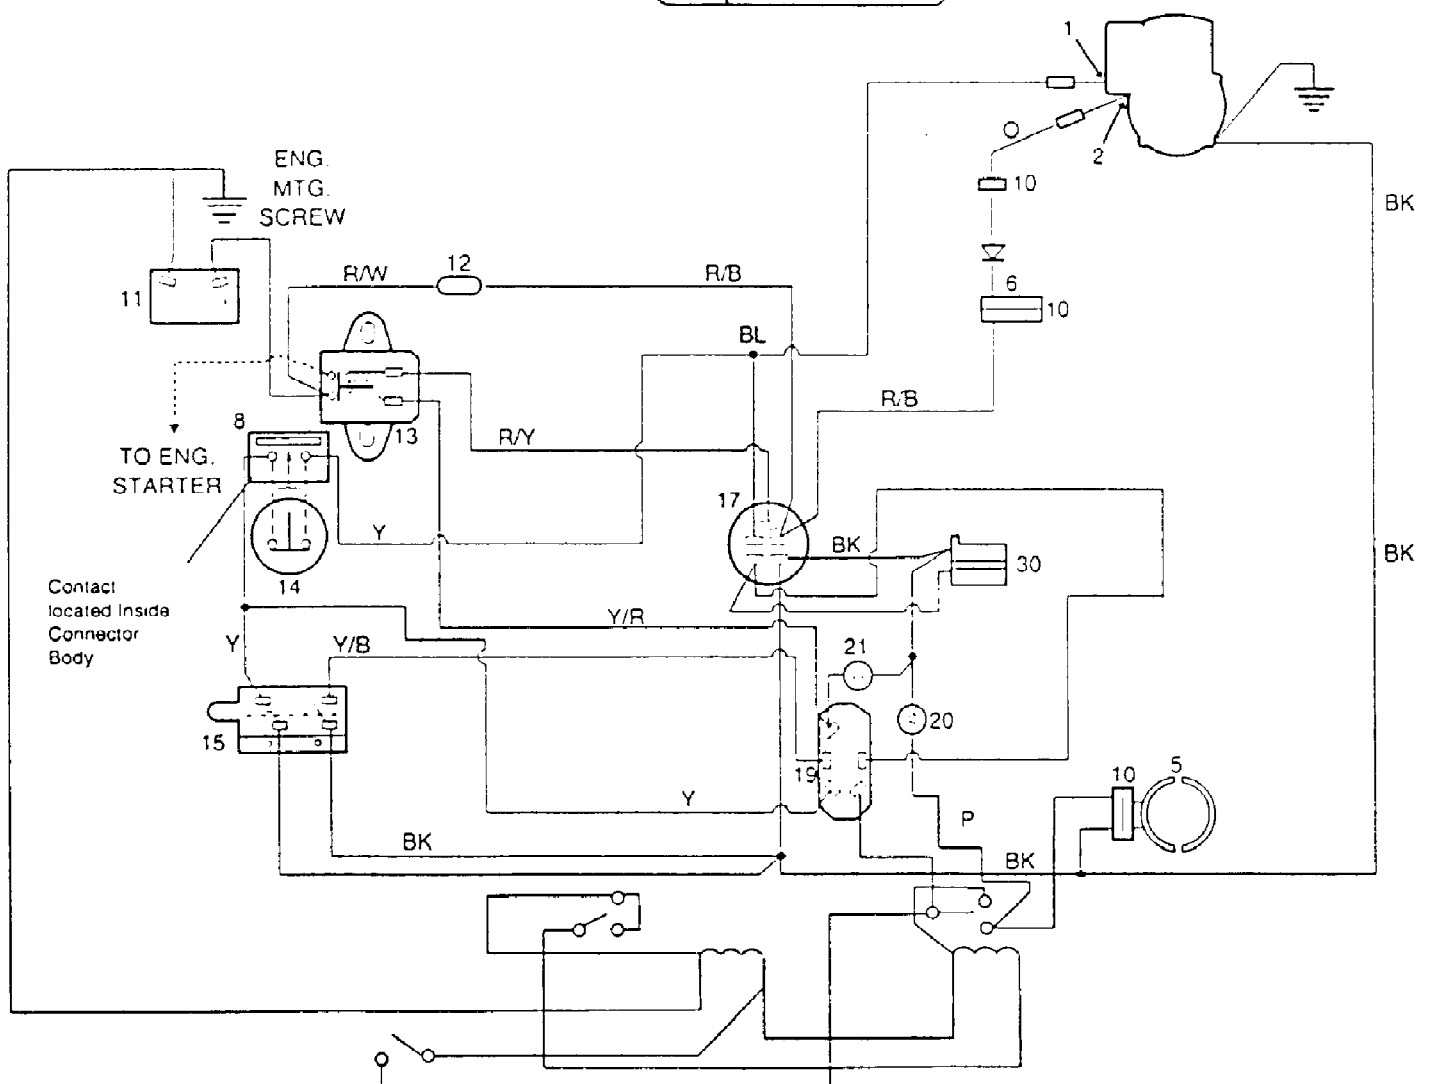 1
2
BK
ENG.
MTG.
SCREW
10
11
R/W
12
R/B
6
10
BL
R/B
8
13
R/Y
TO ENG.
STARTER
17
Y
BK
30
BK
14
Contact
located Inside
Connector
Body
Y
Y/B
Y/R
21
20
15
19
10
5
Y
P
BK
BK